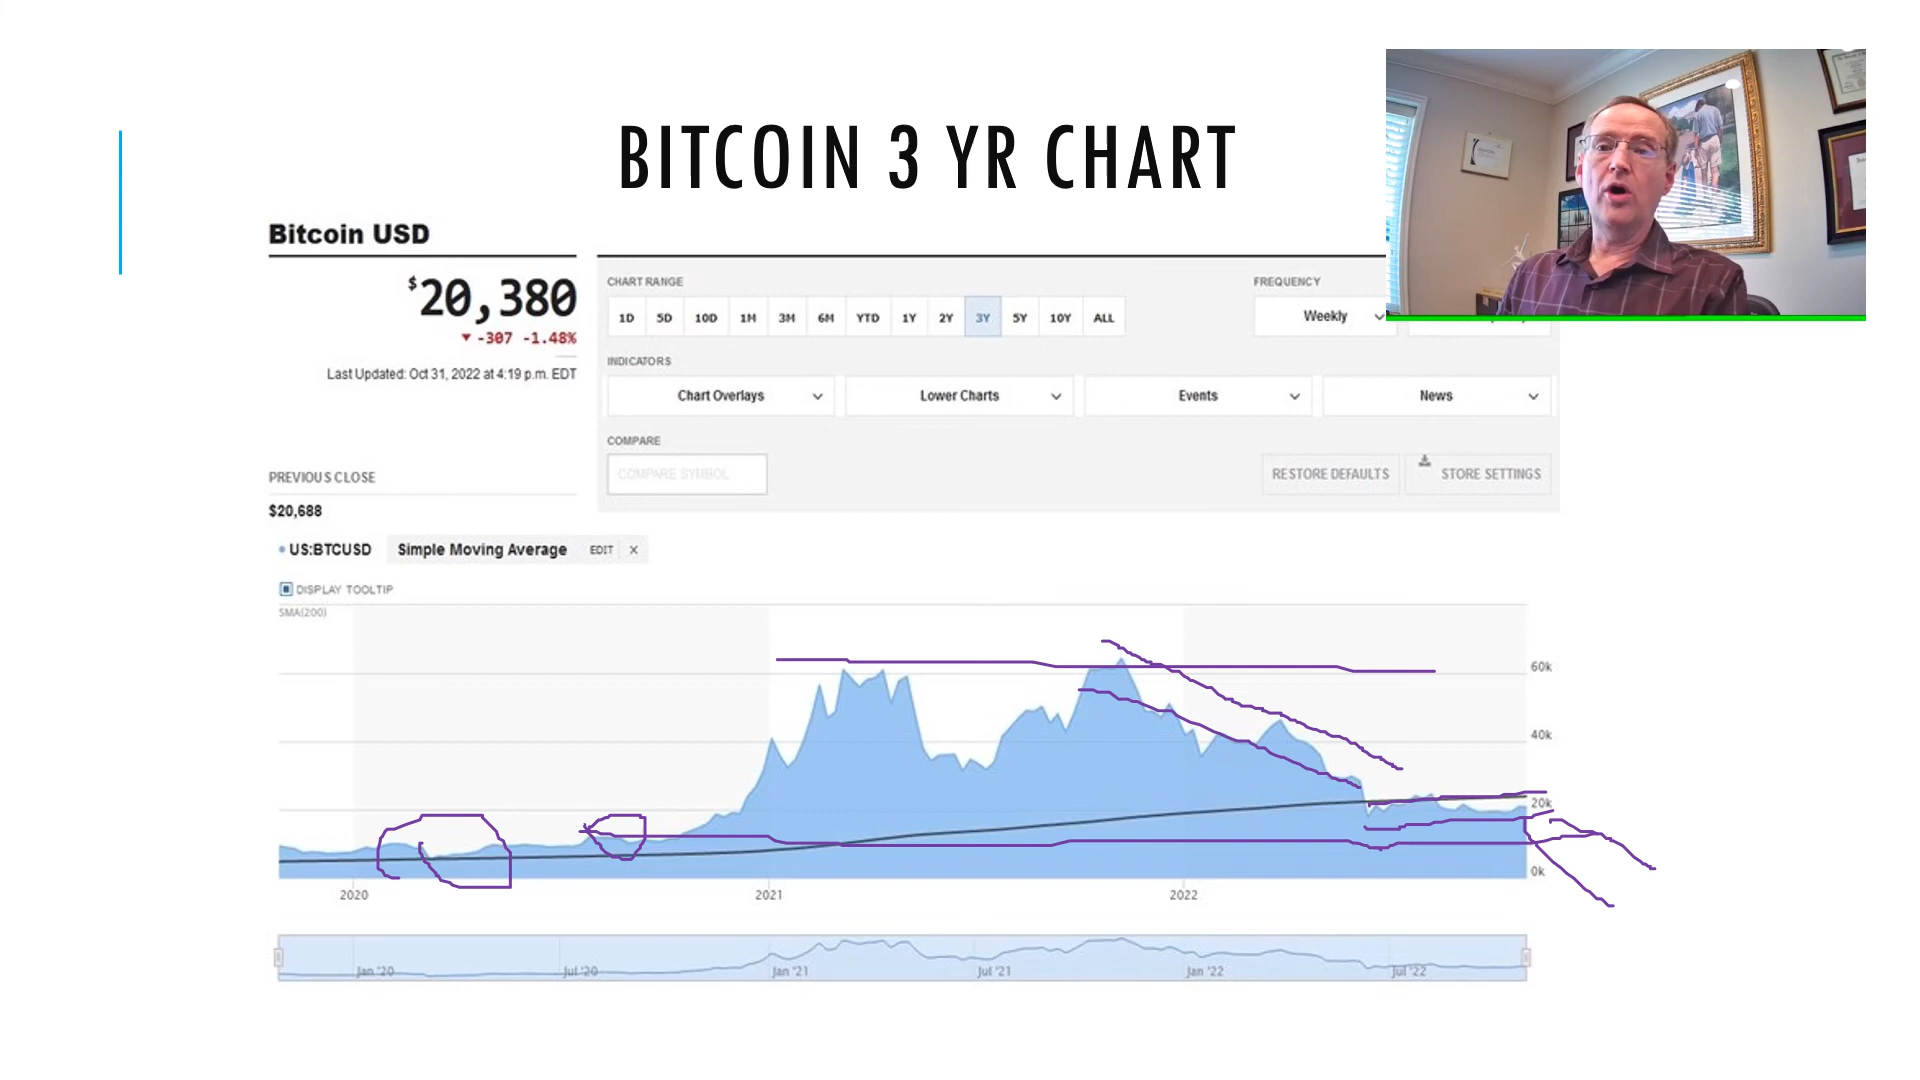 BITCOIN 3 YR CHART
Bitcoin USD
$20,380
▼ -307 -1.48%
Last Updated: Oct 31, 2022 at 4:19 p.m. EDT
PREVIOUS CLOSE
$20,688
CHART RANGE
1D 5D 10D 1M 3M 6M YTD 1Y 2Y 3Y 5Y 10Y ALL
FREQUENCY
Weekly
INDICATORS
Chart Overlays
Lower Charts
Events
News
COMPARE
COMPARE SYMBOL
RESTORE DEFAULTS
STORE SETTINGS
US:BTCUSD
Simple Moving Average EDIT X
DISPLAY TOOLTIP
SMA(200)
60k
40k
20k
0k
2020 2021 2022
Jan '20 Jul '20 Jan '21 Jul '21 Jan '22 Jul '22